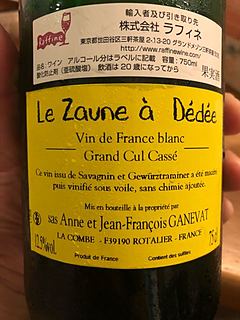 raffine
輸入者及び引き取り先
株式会社 ラフィネ
東京都世田谷区三軒茶屋 2-13-20 グランドメゾン三軒茶屋
www.raffinewine.com/
品名:ワイン アルコール分はラベルに記載 容量:750ml
酸化防止剤(亜硫酸塩) 飲酒は20歳になってから
果実酒
Le Zaune à Dédée
Vin de France blanc
Grand Cul Cassé
Ce vin issu de Savagnin et Gewürztraminer a été macéré
puis vinifié sous voile, sans chimie ajoutée.
Mis en bouteille à la propriété par
sas Anne et Jean-François GANEVAT
LA COMBE - F39190 ROTALIER - FRANCE
12,5%vol.
75cl
Produit de France
Contient des sulfites